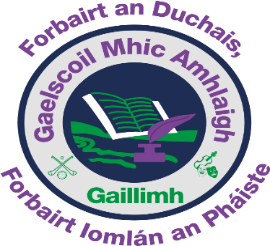 Forbairt an Duchais,
Gaelscoil Mhic Amhlaigh
Gaillimh
Forbairt Iomlán an Pháiste